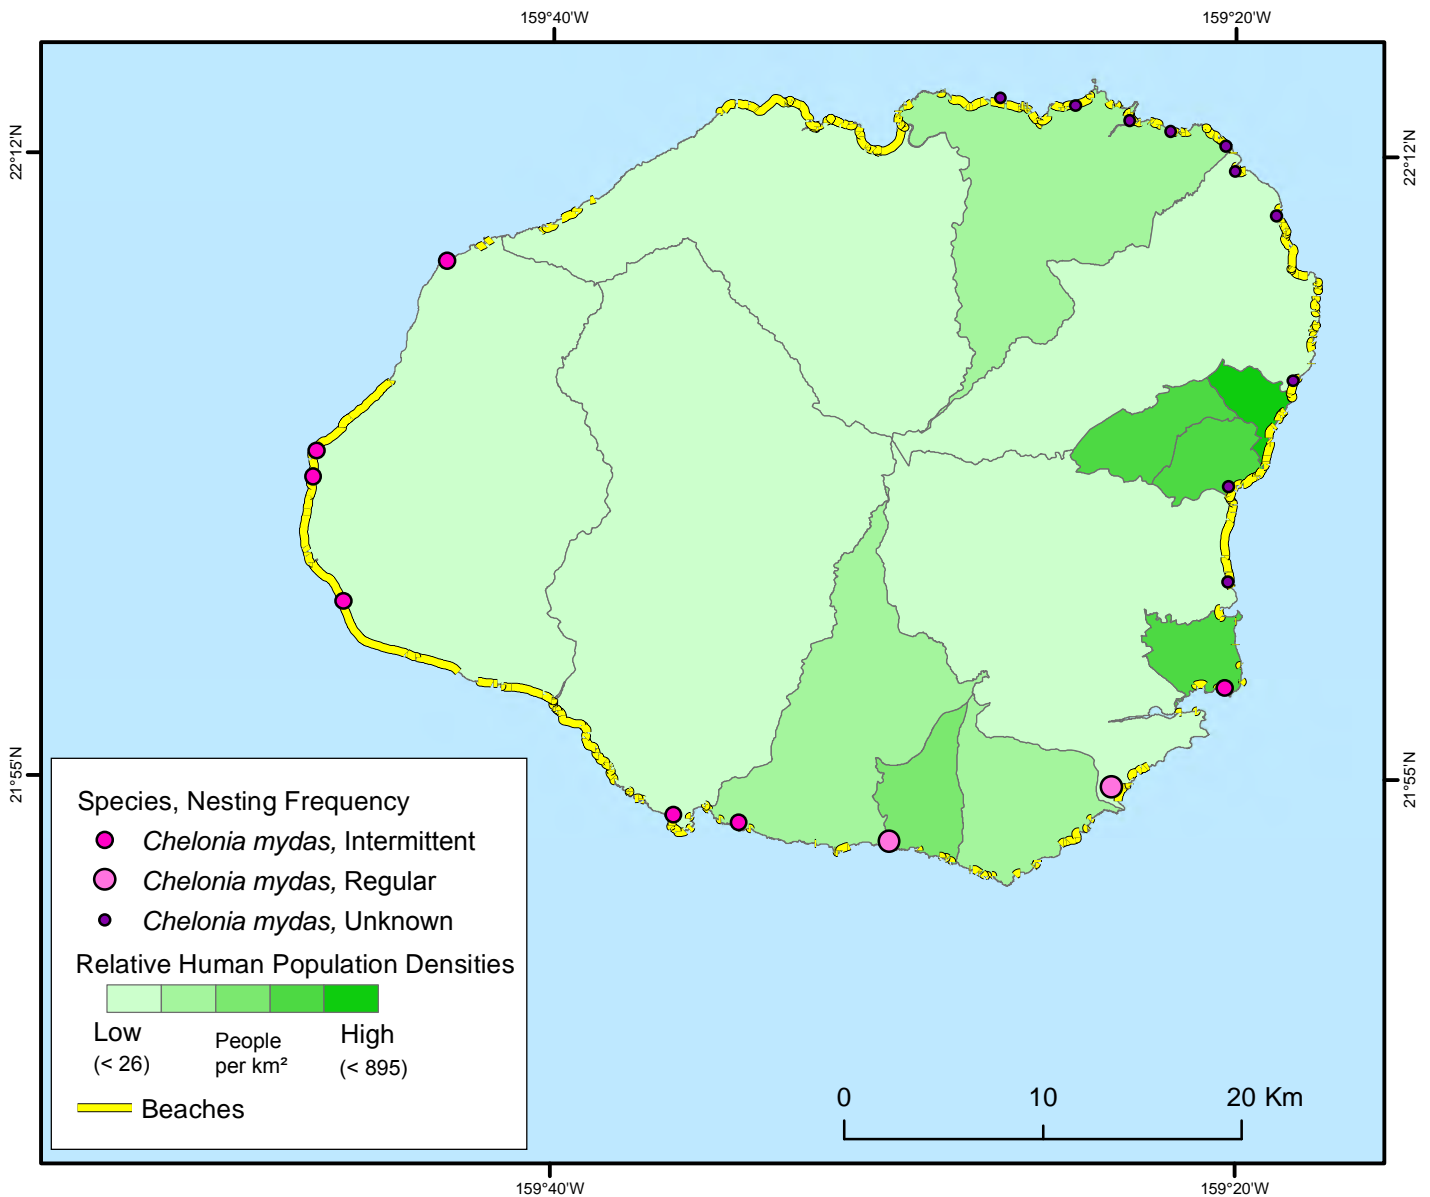 159°40'W
159°20'W
22°12'N
22°12'N
21°55'N
21°55'N
Species, Nesting Frequency
Chelonia mydas, Intermittent
Chelonia mydas, Regular
Chelonia mydas, Unknown
Relative Human Population Densities
Low
People
High
(< 26)
per km²
(< 895)
Beaches
0
10
20 Km
159°40'W
159°20'W